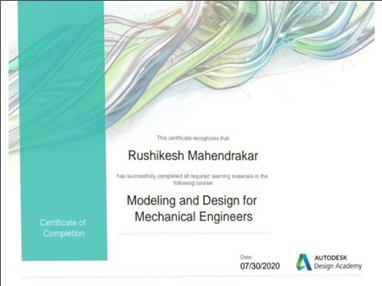 This certificate recognizes that
Rushikesh Mahendrakar
has successfully completed all required learning materials in the
following course:
Modeling and Design for
Mechanical Engineers
Certificate of
Completion
Date:
07/30/2020
AUTODESK
Design Academy